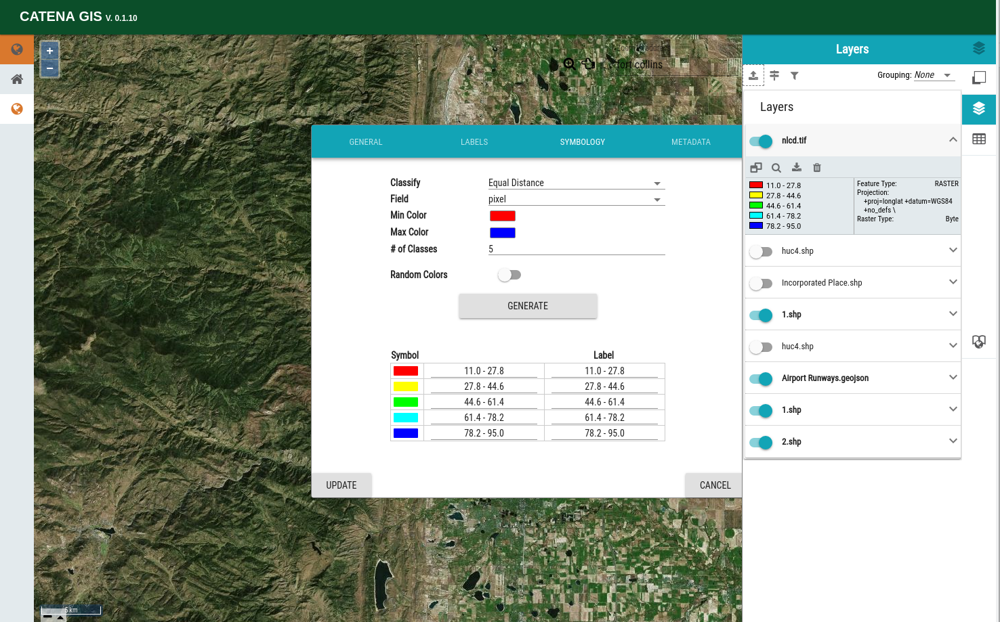 CATENA GIS V. 0.1.10
+
−
fort collins
Layers
Grouping: None
Layers
nlcd.tif
11.0 - 27.8
27.8 - 44.6
44.6 - 61.4
61.4 - 78.2
78.2 - 95.0
Feature Type: RASTER
Projection:
+proj=longlat +datum=WGS84
+no_defs \
Raster Type: Byte
huc4.shp
Incorporated Place.shp
1.shp
huc4.shp
Airport Runways.geojson
1.shp
2.shp
GENERAL LABELS SYMBOLOGY METADATA
Classify Equal Distance
Field pixel
Min Color
Max Color
# of Classes 5
Random Colors
GENERATE
Symbol Label
11.0 - 27.8 11.0 - 27.8
27.8 - 44.6 27.8 - 44.6
44.6 - 61.4 44.6 - 61.4
61.4 - 78.2 61.4 - 78.2
78.2 - 95.0 78.2 - 95.0
UPDATE CANCEL
5 km